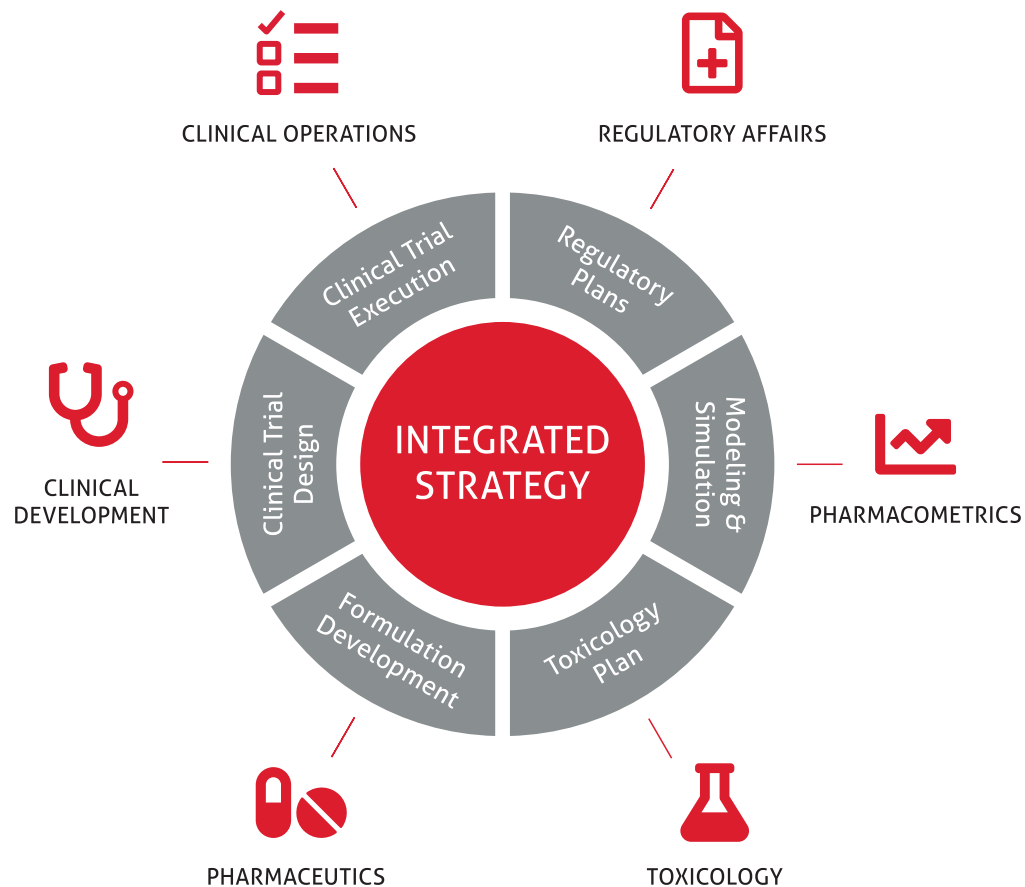 CLINICAL OPERATIONS
REGULATORY AFFAIRS
Clinical Trial
Execution
Regulatory
Plans
Clinical Trial
Design
INTEGRATED
STRATEGY
Modeling &
Simulation
CLINICAL
DEVELOPMENT
PHARMACOMETRICS
Formulation
Development
Toxicology
Plan
PHARMACEUTICS
TOXICOLOGY